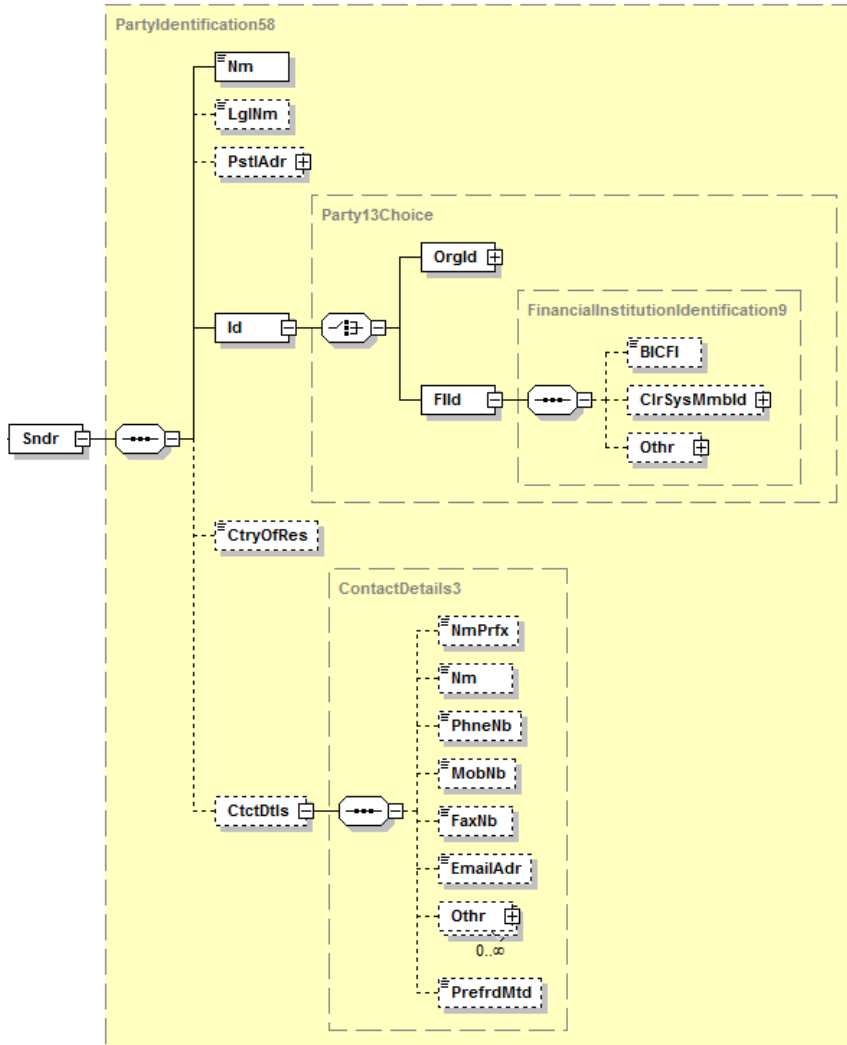 PartyIdentification58
Nm
LglNm
PstlAdr
Party13Choice
OrgId
FinancialInstitutionIdentification9
Id
BICFI
FIId
ClrSysMmbId
Othr
Sndr
CtryOfRes
ContactDetails3
NmPrfx
Nm
PhneNb
MobNb
CtctDtls
FaxNb
EmailAdr
Othr
0..∞
PrefrdMtd